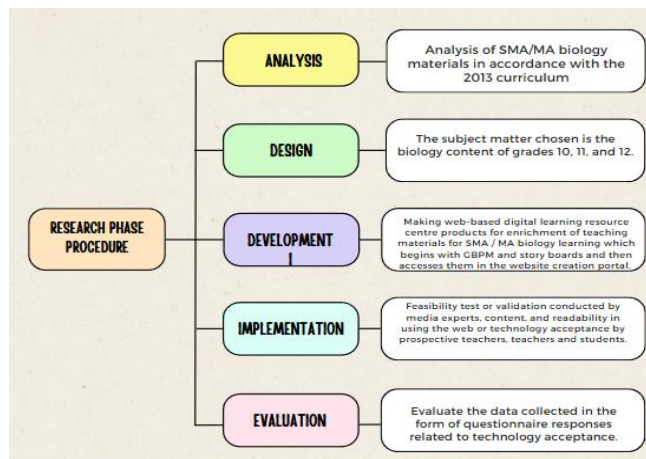 ANALYSIS
Analysis of SMA/MA biology
materials in accordance with the
2013 curriculum
DESIGN
The subject matter chosen is the
biology content of grades 10, 11, and 12.
RESEARCH PHASE
PROCEDURE
DEVELOPMENT
Making web-based digital learning resource
centre products for enrichment of teaching
materials for SMA / MA biology learning which
begins with GBPM and story boards and then
accesses them in the website creation portal.
IMPLEMENTATION
Feasibility test or validation conducted by
media experts, content, and readability in
using the web or technology acceptance by
prospective teachers, teachers and students.
EVALUATION
Evaluate the data collected in the
form of questionnaire responses
related to technology acceptance.